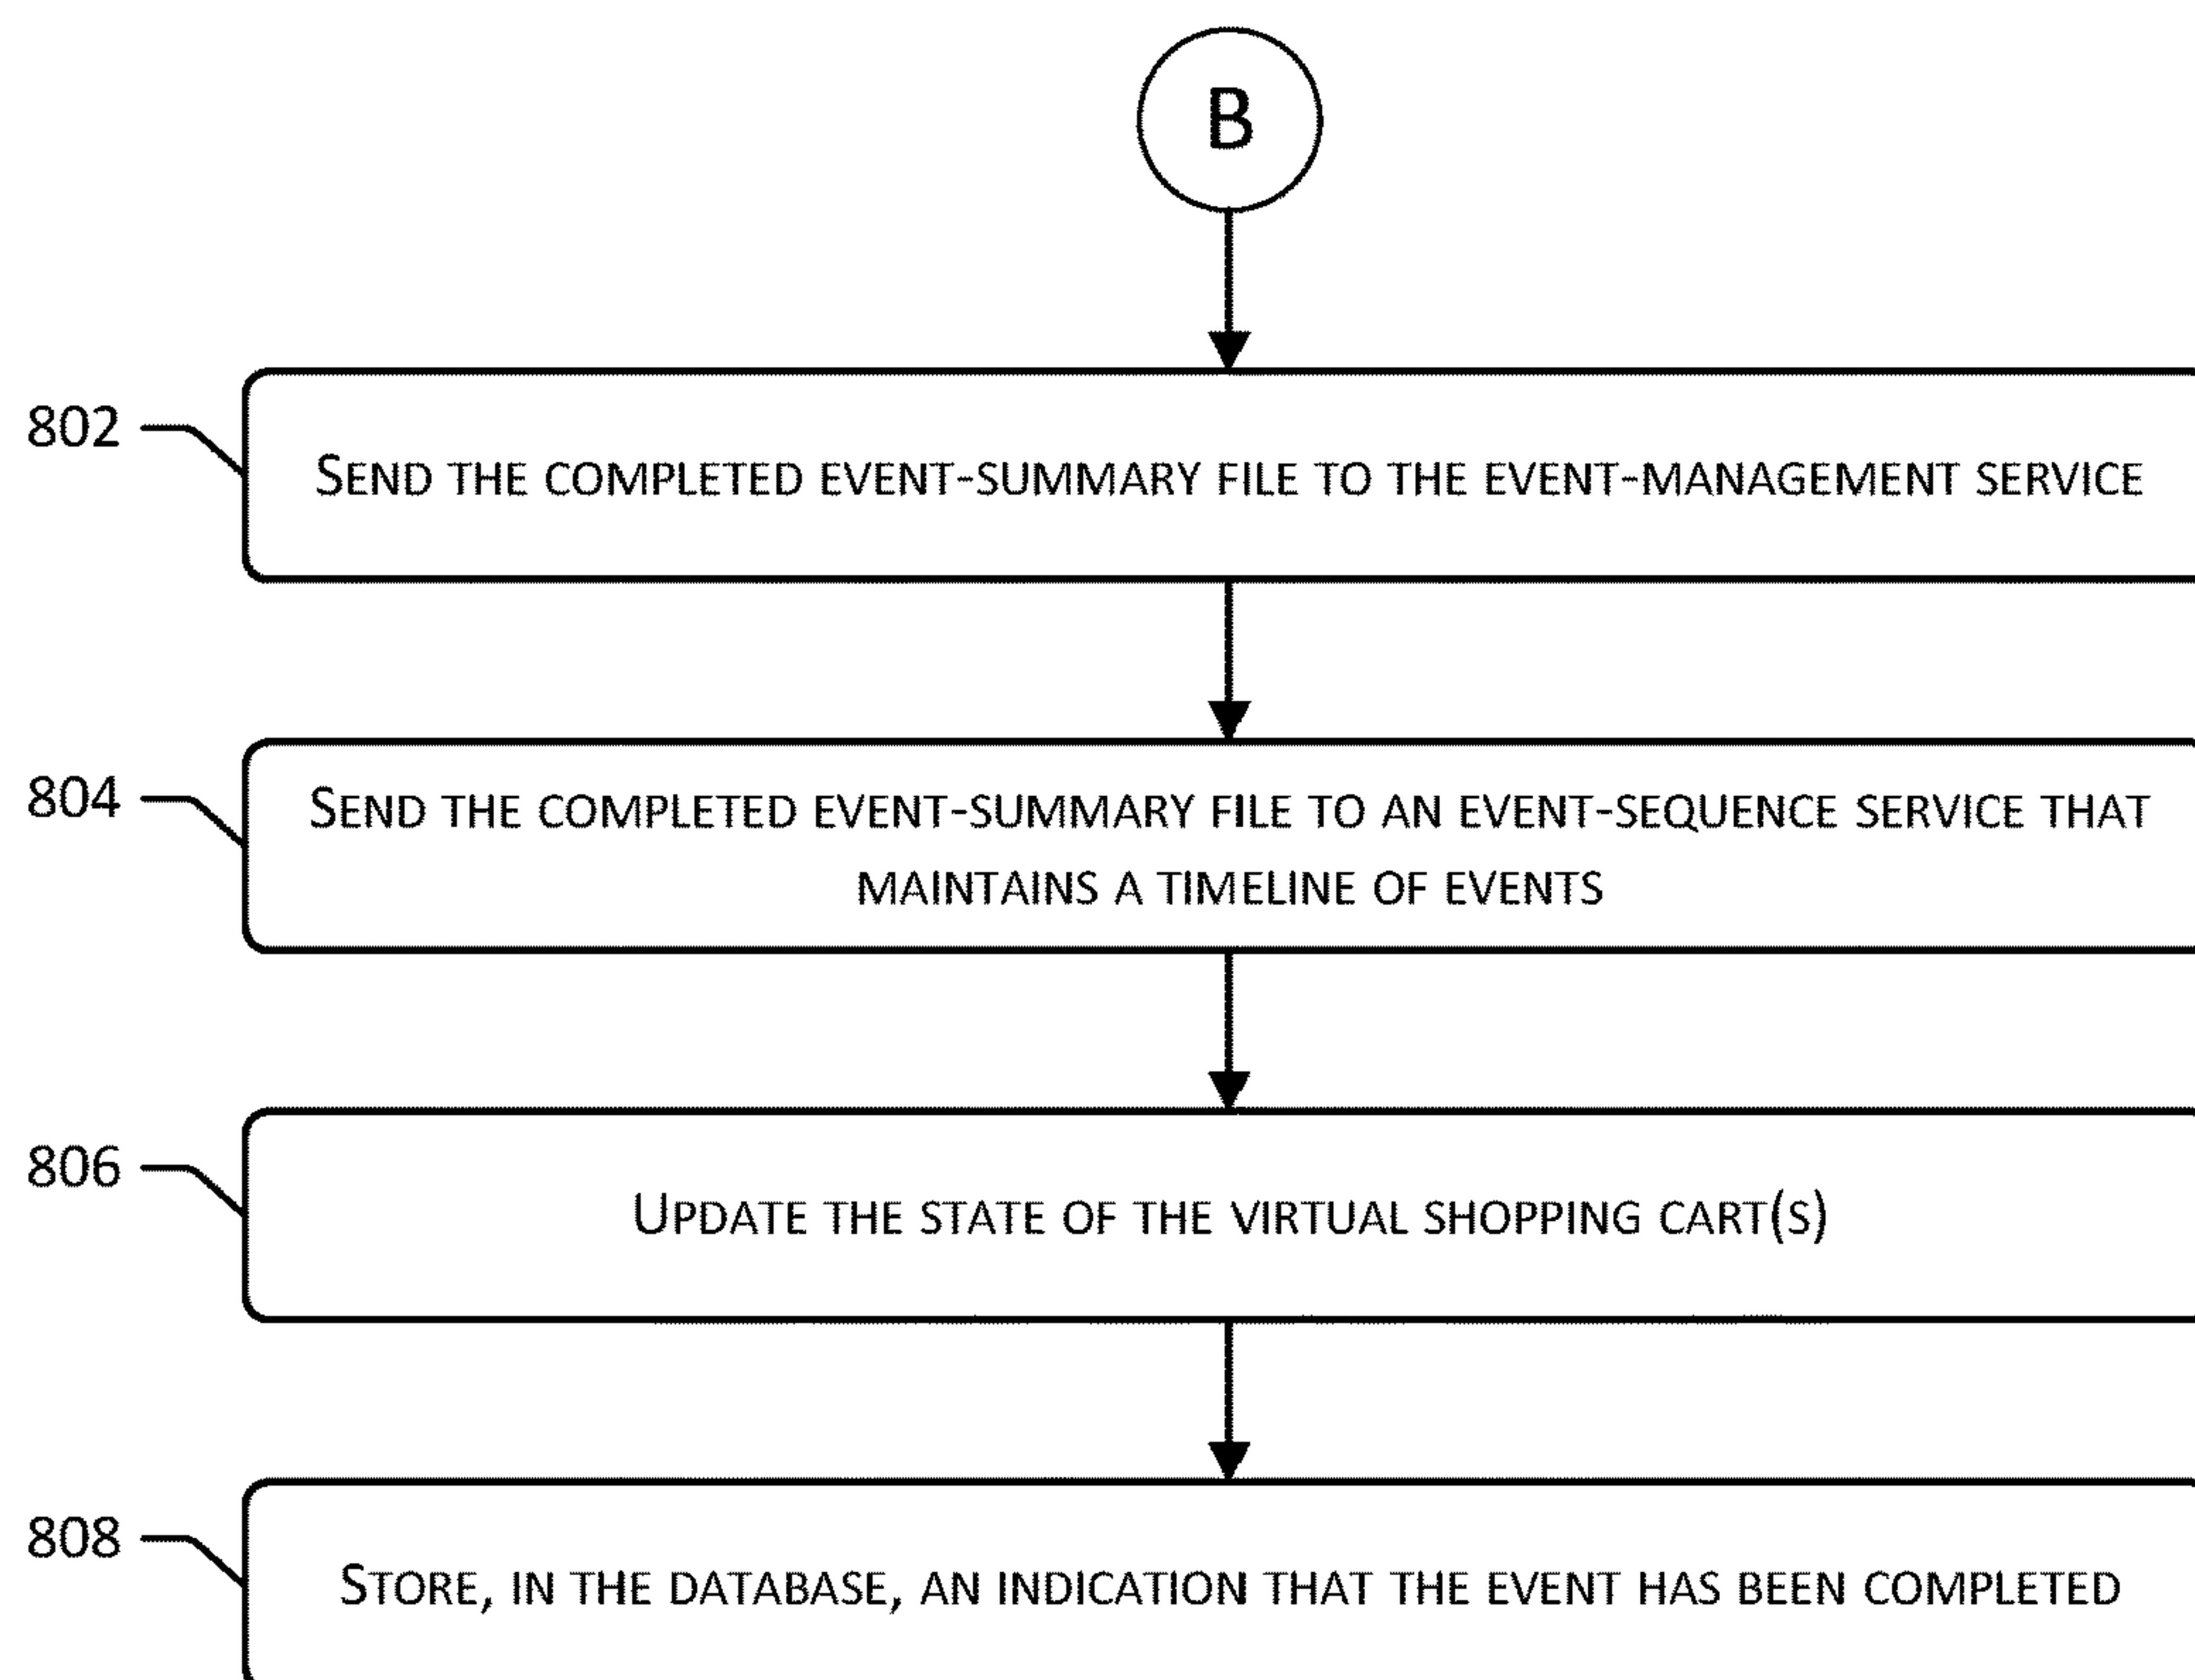 B
802
SEND THE COMPLETED EVENT-SUMMARY FILE TO THE EVENT-MANAGEMENT SERVICE
804
SEND THE COMPLETED EVENT-SUMMARY FILE TO AN EVENT-SEQUENCE SERVICE THAT
MAINTAINS A TIMELINE OF EVENTS
806
UPDATE THE STATE OF THE VIRTUAL SHOPPING CART(S)
808
STORE, IN THE DATABASE, AN INDICATION THAT THE EVENT HAS BEEN COMPLETED